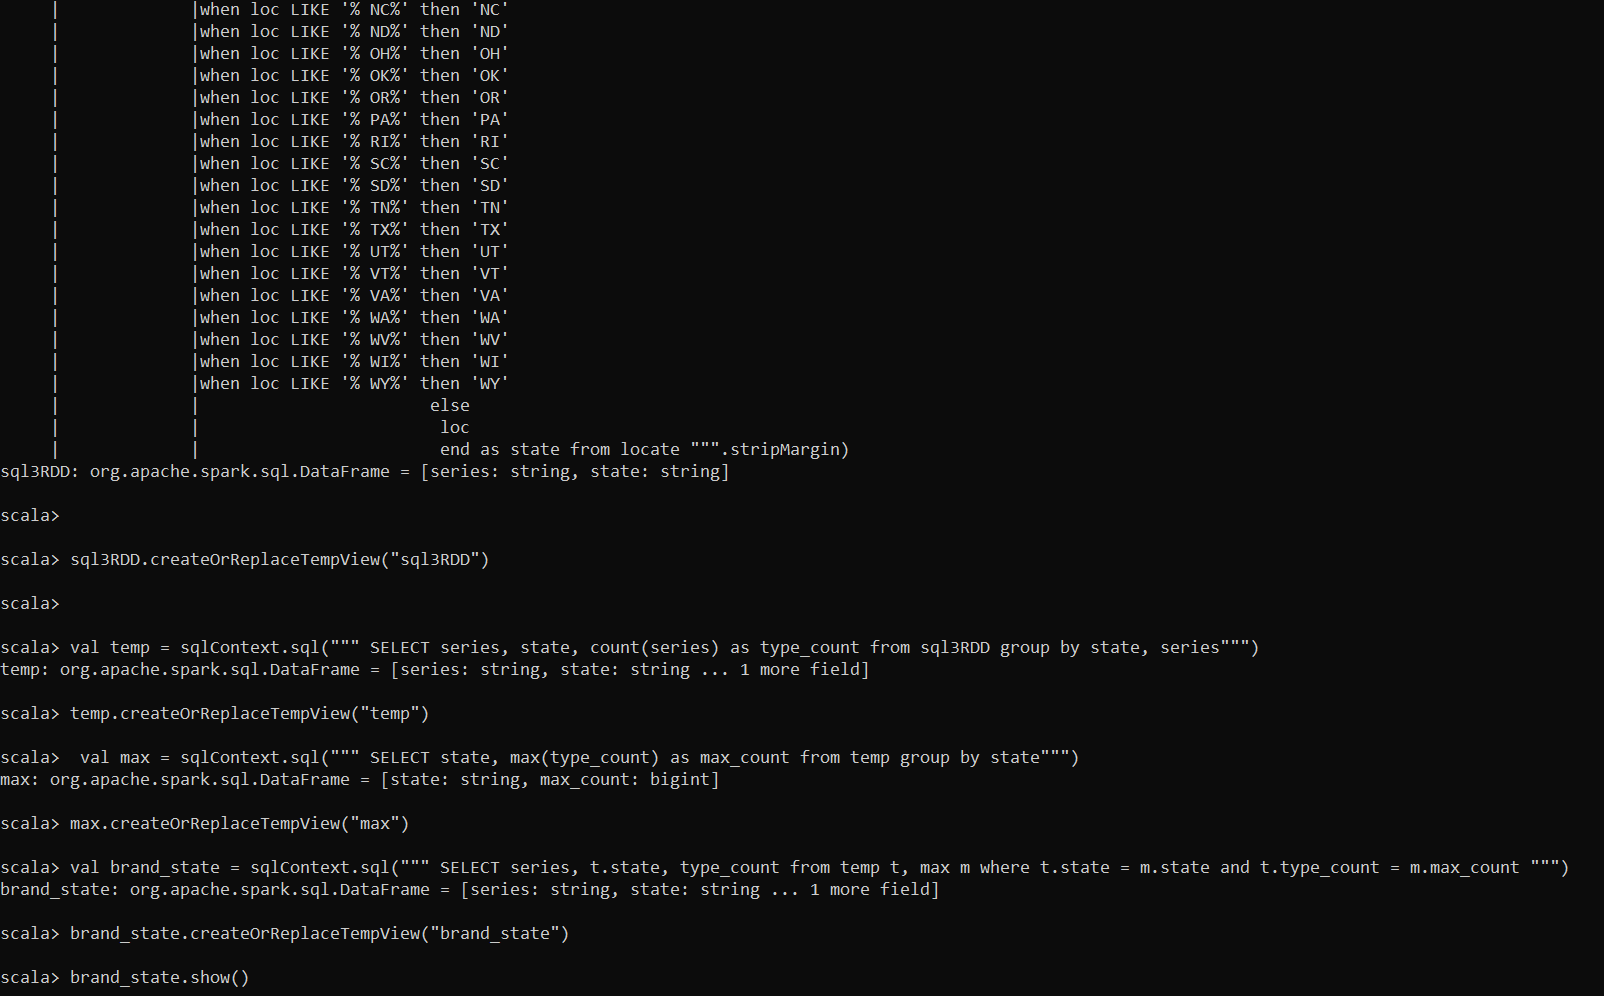 |             |when loc LIKE '% NC%' then 'NC'
|             |when loc LIKE '% ND%' then 'ND'
|             |when loc LIKE '% OH%' then 'OH'
|             |when loc LIKE '% OK%' then 'OK'
|             |when loc LIKE '% OR%' then 'OR'
|             |when loc LIKE '% PA%' then 'PA'
|             |when loc LIKE '% RI%' then 'RI'
|             |when loc LIKE '% SC%' then 'SC'
|             |when loc LIKE '% SD%' then 'SD'
|             |when loc LIKE '% TN%' then 'TN'
|             |when loc LIKE '% TX%' then 'TX'
|             |when loc LIKE '% UT%' then 'UT'
|             |when loc LIKE '% VT%' then 'VT'
|             |when loc LIKE '% VA%' then 'VA'
|             |when loc LIKE '% WA%' then 'WA'
|             |when loc LIKE '% WV%' then 'WV'
|             |when loc LIKE '% WI%' then 'WI'
|             |when loc LIKE '% WY%' then 'WY'
|             |                       else
|             |                        loc
|             |                        end as state from locate """.stripMargin)
sql3RDD: org.apache.spark.sql.DataFrame = [series: string, state: string]
scala>
scala> sql3RDD.createOrReplaceTempView("sql3RDD")
scala>
scala> val temp = sqlContext.sql(""" SELECT series, state, count(series) as type_count from sql3RDD group by state, series""")
temp: org.apache.spark.sql.DataFrame = [series: string, state: string ... 1 more field]
scala> temp.createOrReplaceTempView("temp")
scala>  val max = sqlContext.sql(""" SELECT state, max(type_count) as max_count from temp group by state""")
max: org.apache.spark.sql.DataFrame = [state: string, max_count: bigint]
scala> max.createOrReplaceTempView("max")
scala> val brand_state = sqlContext.sql(""" SELECT series, t.state, type_count from temp t, max m where t.state = m.state and t.type_count = m.max_count """)
brand_state: org.apache.spark.sql.DataFrame = [series: string, state: string ... 1 more field]
scala> brand_state.createOrReplaceTempView("brand_state")
scala> brand_state.show()